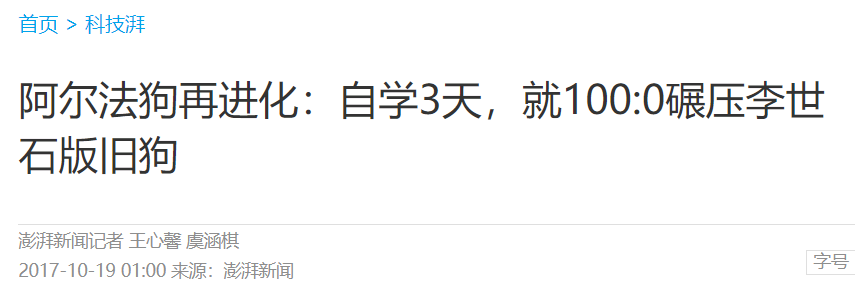 首页 > 科技湃
阿尔法狗再进化：自学3天，就100:0碾压李世
石版旧狗
澎湃新闻记者 王心馨 虞涵棋
2017-10-19 01:00 来源：澎湃新闻
字号